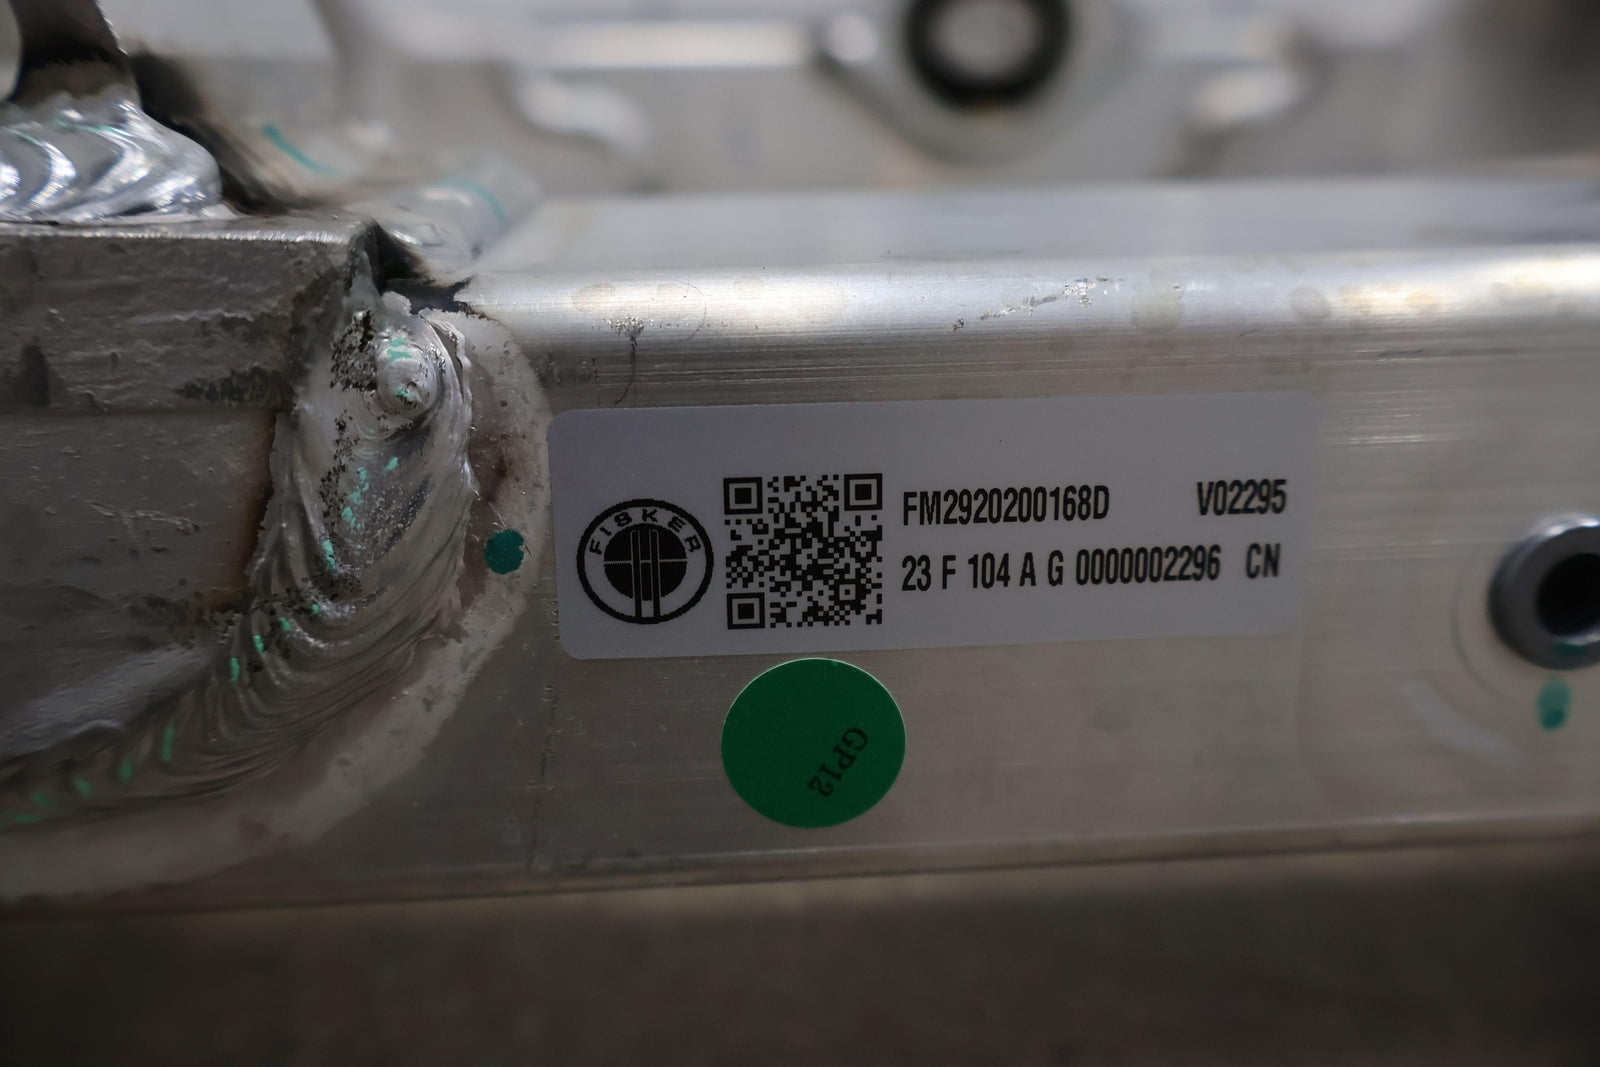 FISKER
FM2920200168D V02295
23 F 104 A G 0000002296 CN
GP12